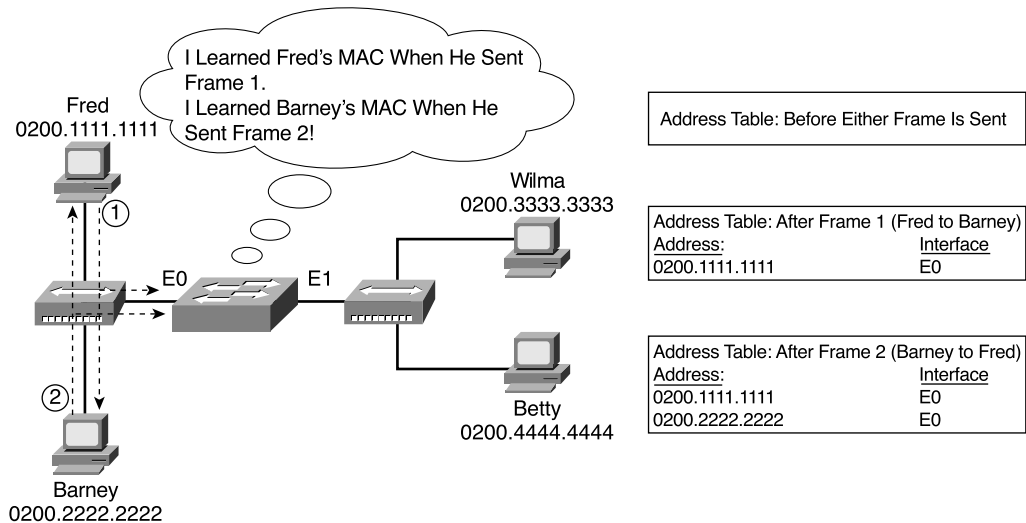 I Learned Fred's MAC When He Sent
Frame 1.
I Learned Barney's MAC When He
Sent Frame 2!
Fred
0200.1111.1111
1
E0
E1
2
Barney
0200.2222.2222
Wilma
0200.3333.3333
Betty
0200.4444.4444
Address Table: Before Either Frame Is Sent
Address Table: After Frame 1 (Fred to Barney)
Address: Interface
0200.1111.1111 E0
Address Table: After Frame 2 (Barney to Fred)
Address: Interface
0200.1111.1111 E0
0200.2222.2222 E0